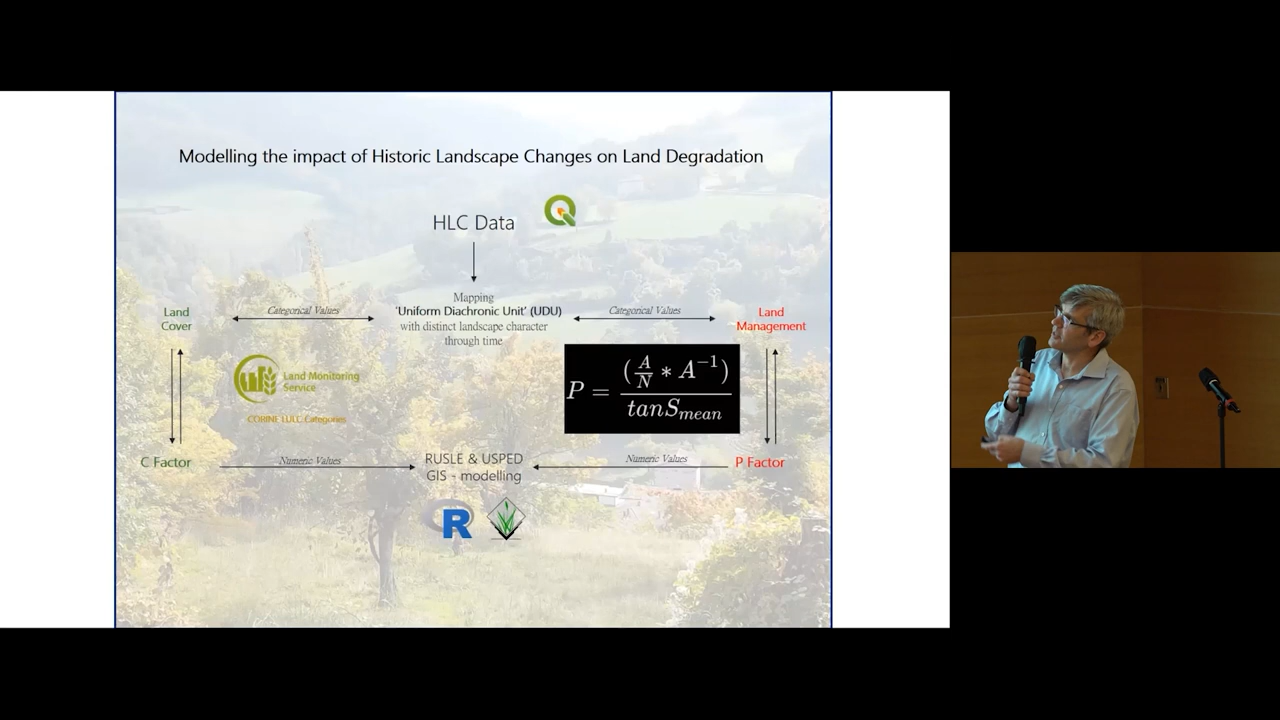 Modelling the impact of Historic Landscape Changes on Land Degradation
HLC Data
Mapping
'Uniform Diachronic Unit' (UDU)
with distinct landscape character
through time
Land
Cover
Categorical Values
Categorical Values
Land
Management
Land Monitoring
Service
CORINE LULC Categories
P = (A/N * A^-1) / tanS_mean
C Factor
Numeric Values
RUSLE & USPED
GIS - modelling
Numeric Values
P Factor
R